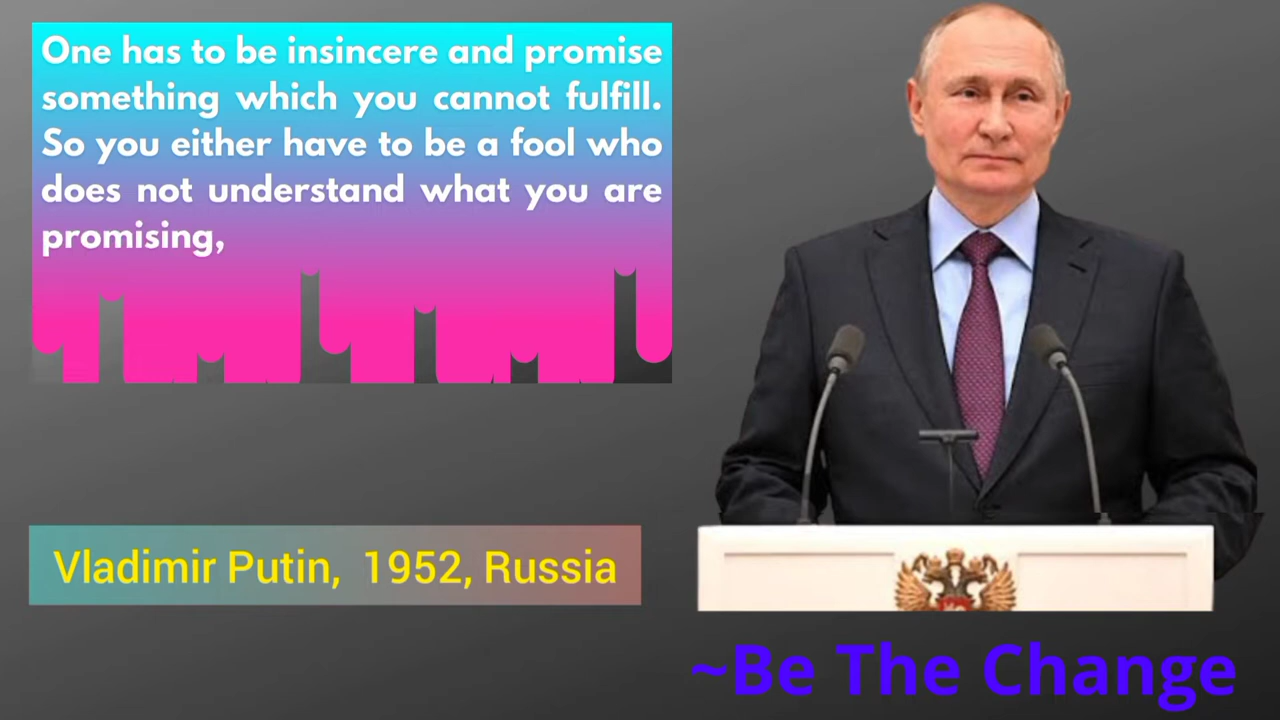 One has to be insincere and promise
something which you cannot fulfill.
So you either have to be a fool who
does not understand what you are
promising,
Vladimir Putin,  1952, Russia
~Be The Change